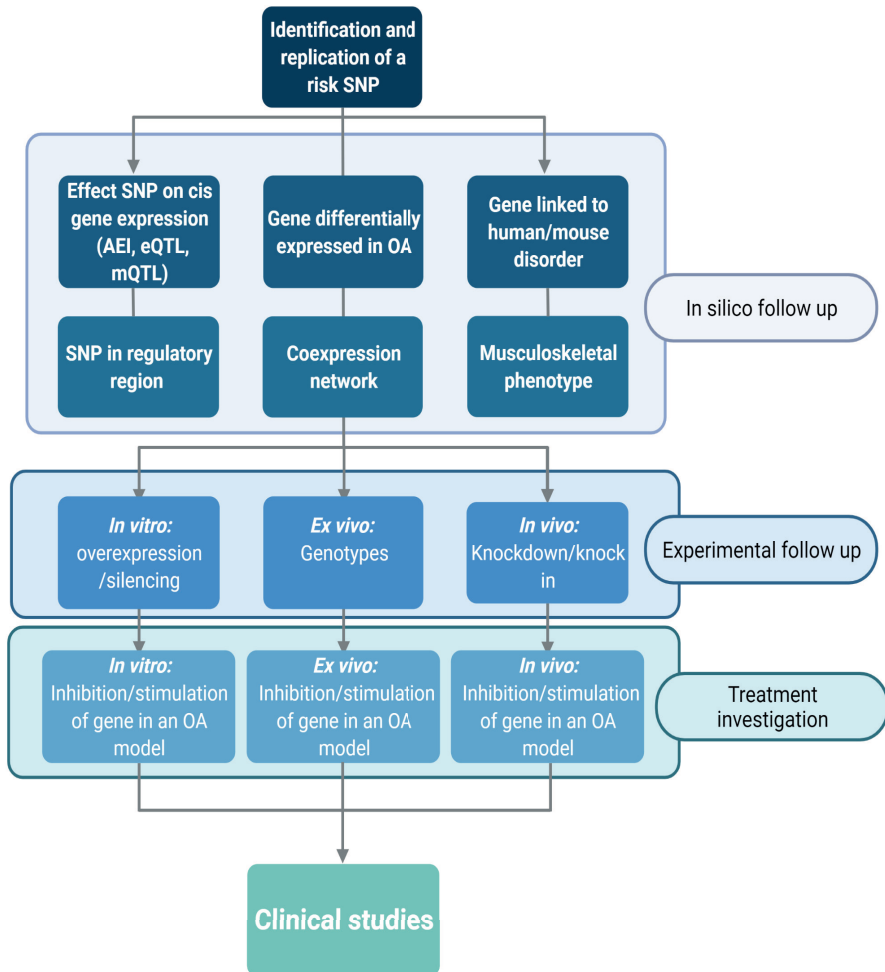 Identification and
replication of a
risk SNP
Effect SNP on cis
gene expression
(AEI, eQTL,
mQTL)
Gene differentially
expressed in OA
Gene linked to
human/mouse
disorder
In silico follow up
SNP in regulatory
region
Coexpression
network
Musculoskeletal
phenotype
In vitro:
overexpression
/silencing
Ex vivo:
Genotypes
In vivo:
Knockdown/knock
in
Experimental follow up
In vitro:
Inhibition/stimulation
of gene in an OA
model
Ex vivo:
Inhibition/stimulation
of gene in an OA
model
In vivo:
Inhibition/stimulation
of gene in an OA
model
Treatment
investigation
Clinical studies